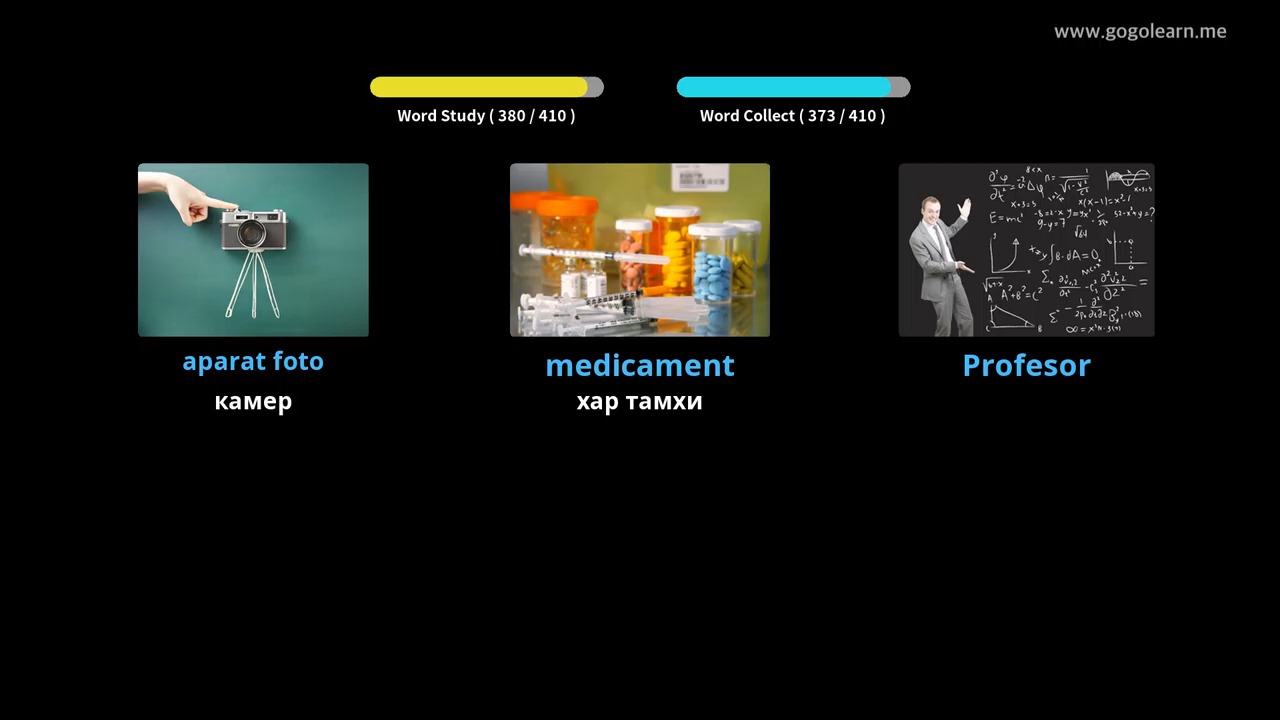 www.gogolearn.me
Word Study ( 380 / 410 )
Word Collect ( 373 / 410 )
aparat foto
камер
medicament
хар тамхи
Profesor